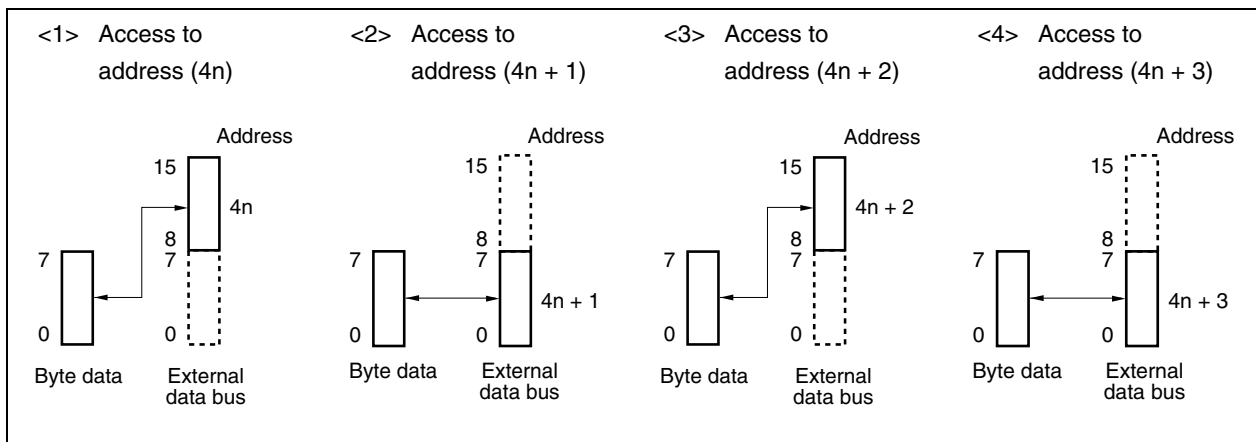 <1> Access to
address (4n)
Address
15
4n
8
7
7
0
0
Byte data
External
data bus
<2> Access to
address (4n + 1)
Address
15
8
7
7
4n + 1
0
0
Byte data
External
data bus
<3> Access to
address (4n + 2)
Address
15
4n + 2
8
7
7
0
0
Byte data
External
data bus
<4> Access to
address (4n + 3)
Address
15
8
7
7
4n + 3
0
0
Byte data
External
data bus